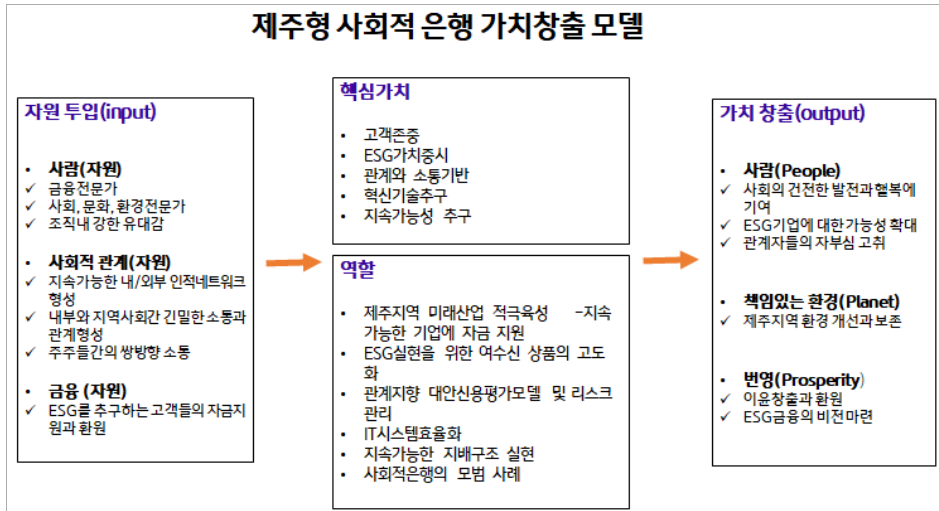 제주형 사회적 은행 가치창출 모델
자원 투입(input)
• 사람(자원)
✓ 금융전문가
✓ 사회, 문화, 환경전문가
✓ 조직내 강한 유대감
• 사회적 관계(자원)
✓ 지속가능한 내/외부 인적네트워크
형성
✓ 내부와 지역사회간 긴밀한 소통과
관계형성
✓ 주주들간의 쌍방향 소통
• 금융 (자원)
✓ ESG를 추구하는 고객들의 자금지
원과 환원
핵심가치
• 고객존중
• ESG가치중시
• 관계와 소통기반
• 혁신기술추구
• 지속가능성 추구
역할
• 제주지역 미래산업 적극육성 -지속
가능한 기업에 자금 지원
• ESG실현을 위한 여수신 상품의 고도
화
• 관계지향 대안신용평가모델 및 리스크
관리
• IT시스템효율화
• 지속가능한 지배구조 실현
• 사회적은행의 모범 사례
가치 창출(output)
• 사람(People)
✓ 사회의 건전한 발전과행복에
기여
✓ ESG기업에 대한가능성 확대
✓ 관계자들의 자부심 고취
• 책임있는 환경(Planet)
✓ 제주지역 환경 개선과 보존
• 번영(Prosperity)
✓ 이윤창출과 환원
✓ ESG금융의 비전마련